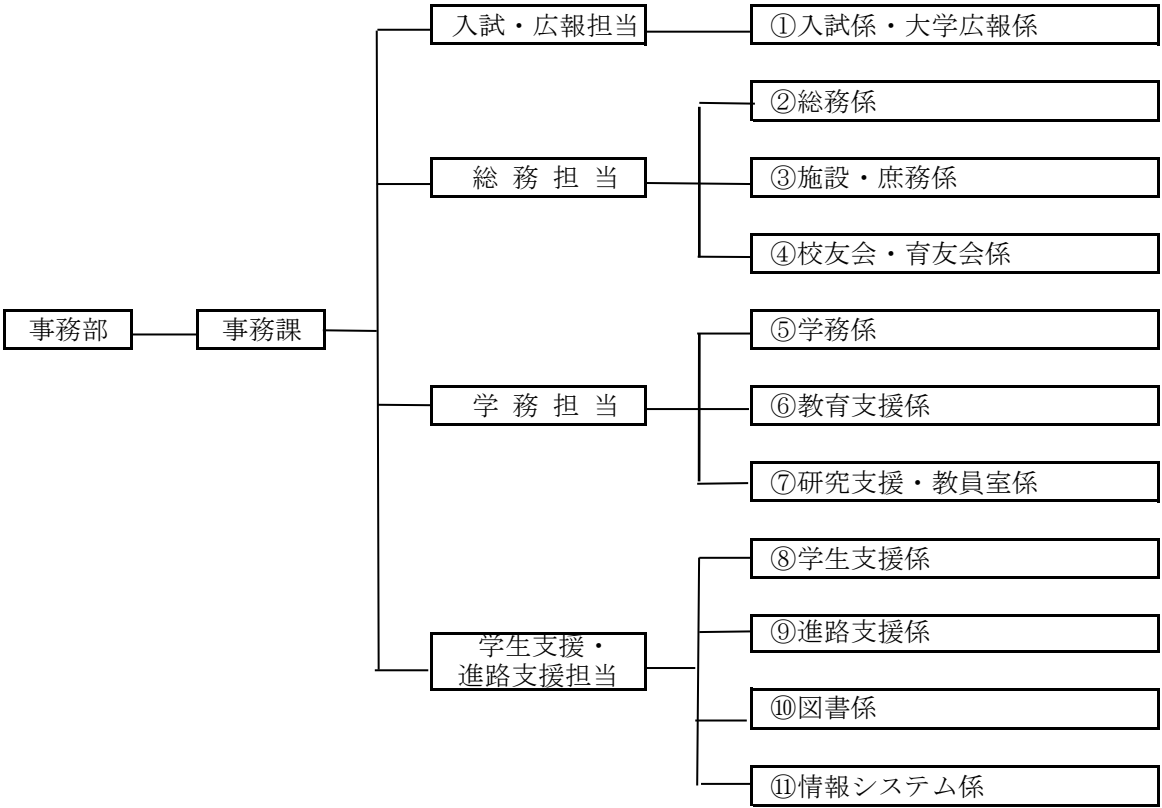 入試・広報担当
①入試係・大学広報係
②総務係
総 務 担 当
③施設・庶務係
④校友会・育友会係
事務部
事務課
⑤学務係
学 務 担 当
⑥教育支援係
⑦研究支援・教員室係
⑧学生支援係
学生支援・
進路支援担当
⑨進路支援係
⑩図書係
⑪情報システム係